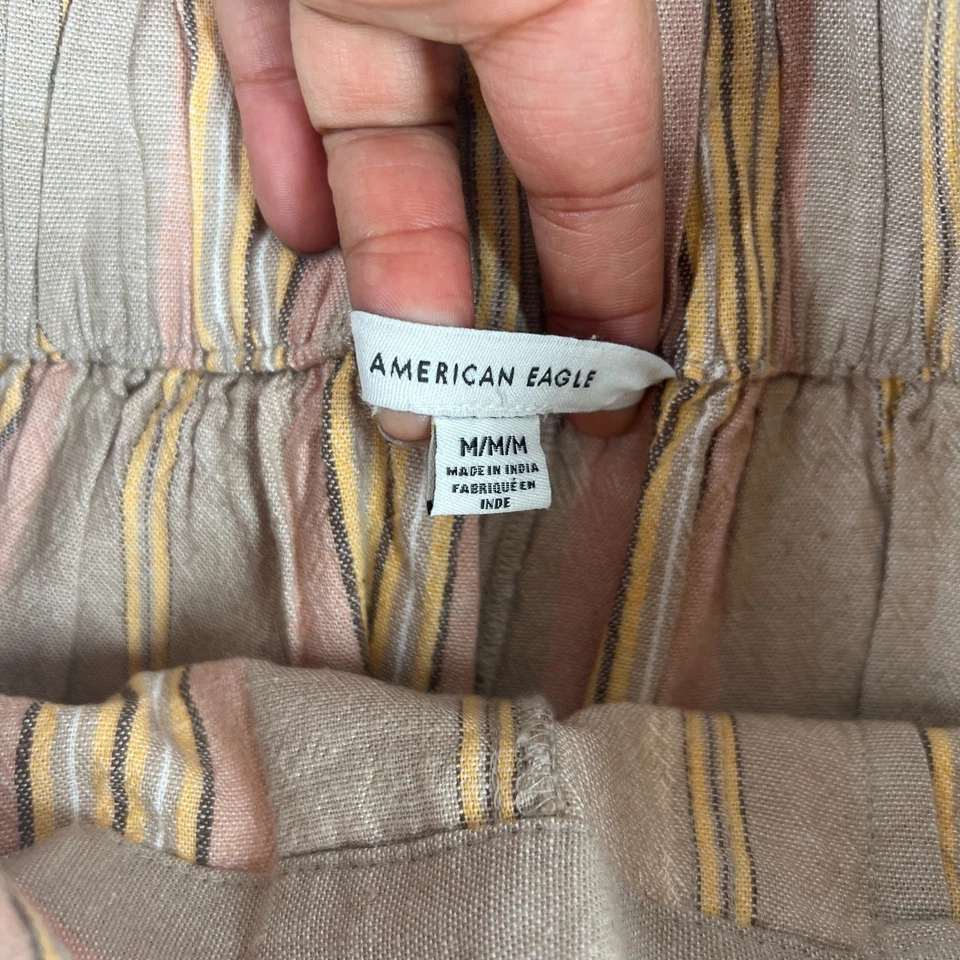 AMERICAN EAGLE
M/M/M
MADE IN INDIA
FABRIQUÉ EN
INDE